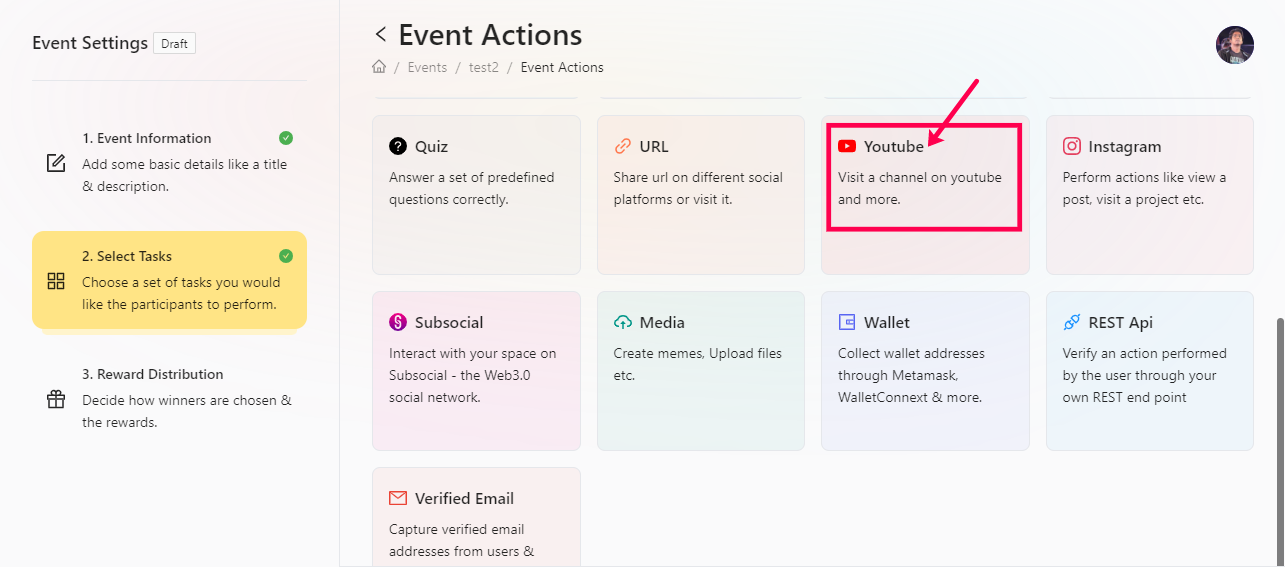 Event Settings Draft
1. Event Information
Add some basic details like a title
& description.
2. Select Tasks
Choose a set of tasks you would
like the participants to perform.
3. Reward Distribution
Decide how winners are chosen &
the rewards.
Event Actions
/ Events / test2 / Event Actions
Quiz
Answer a set of predefined
questions correctly.
URL
Share url on different social
platforms or visit it.
Youtube
Visit a channel on youtube
and more.
Instagram
Perform actions like view a
post, visit a project etc.
Subsocial
Interact with your space on
Subsocial - the Web3.0
social network.
Media
Create memes, Upload files
etc.
Wallet
Collect wallet addresses
through Metamask,
WalletConnext & more.
REST Api
Verify an action performed
by the user through your
own REST end point
Verified Email
Capture verified email
addresses from users &